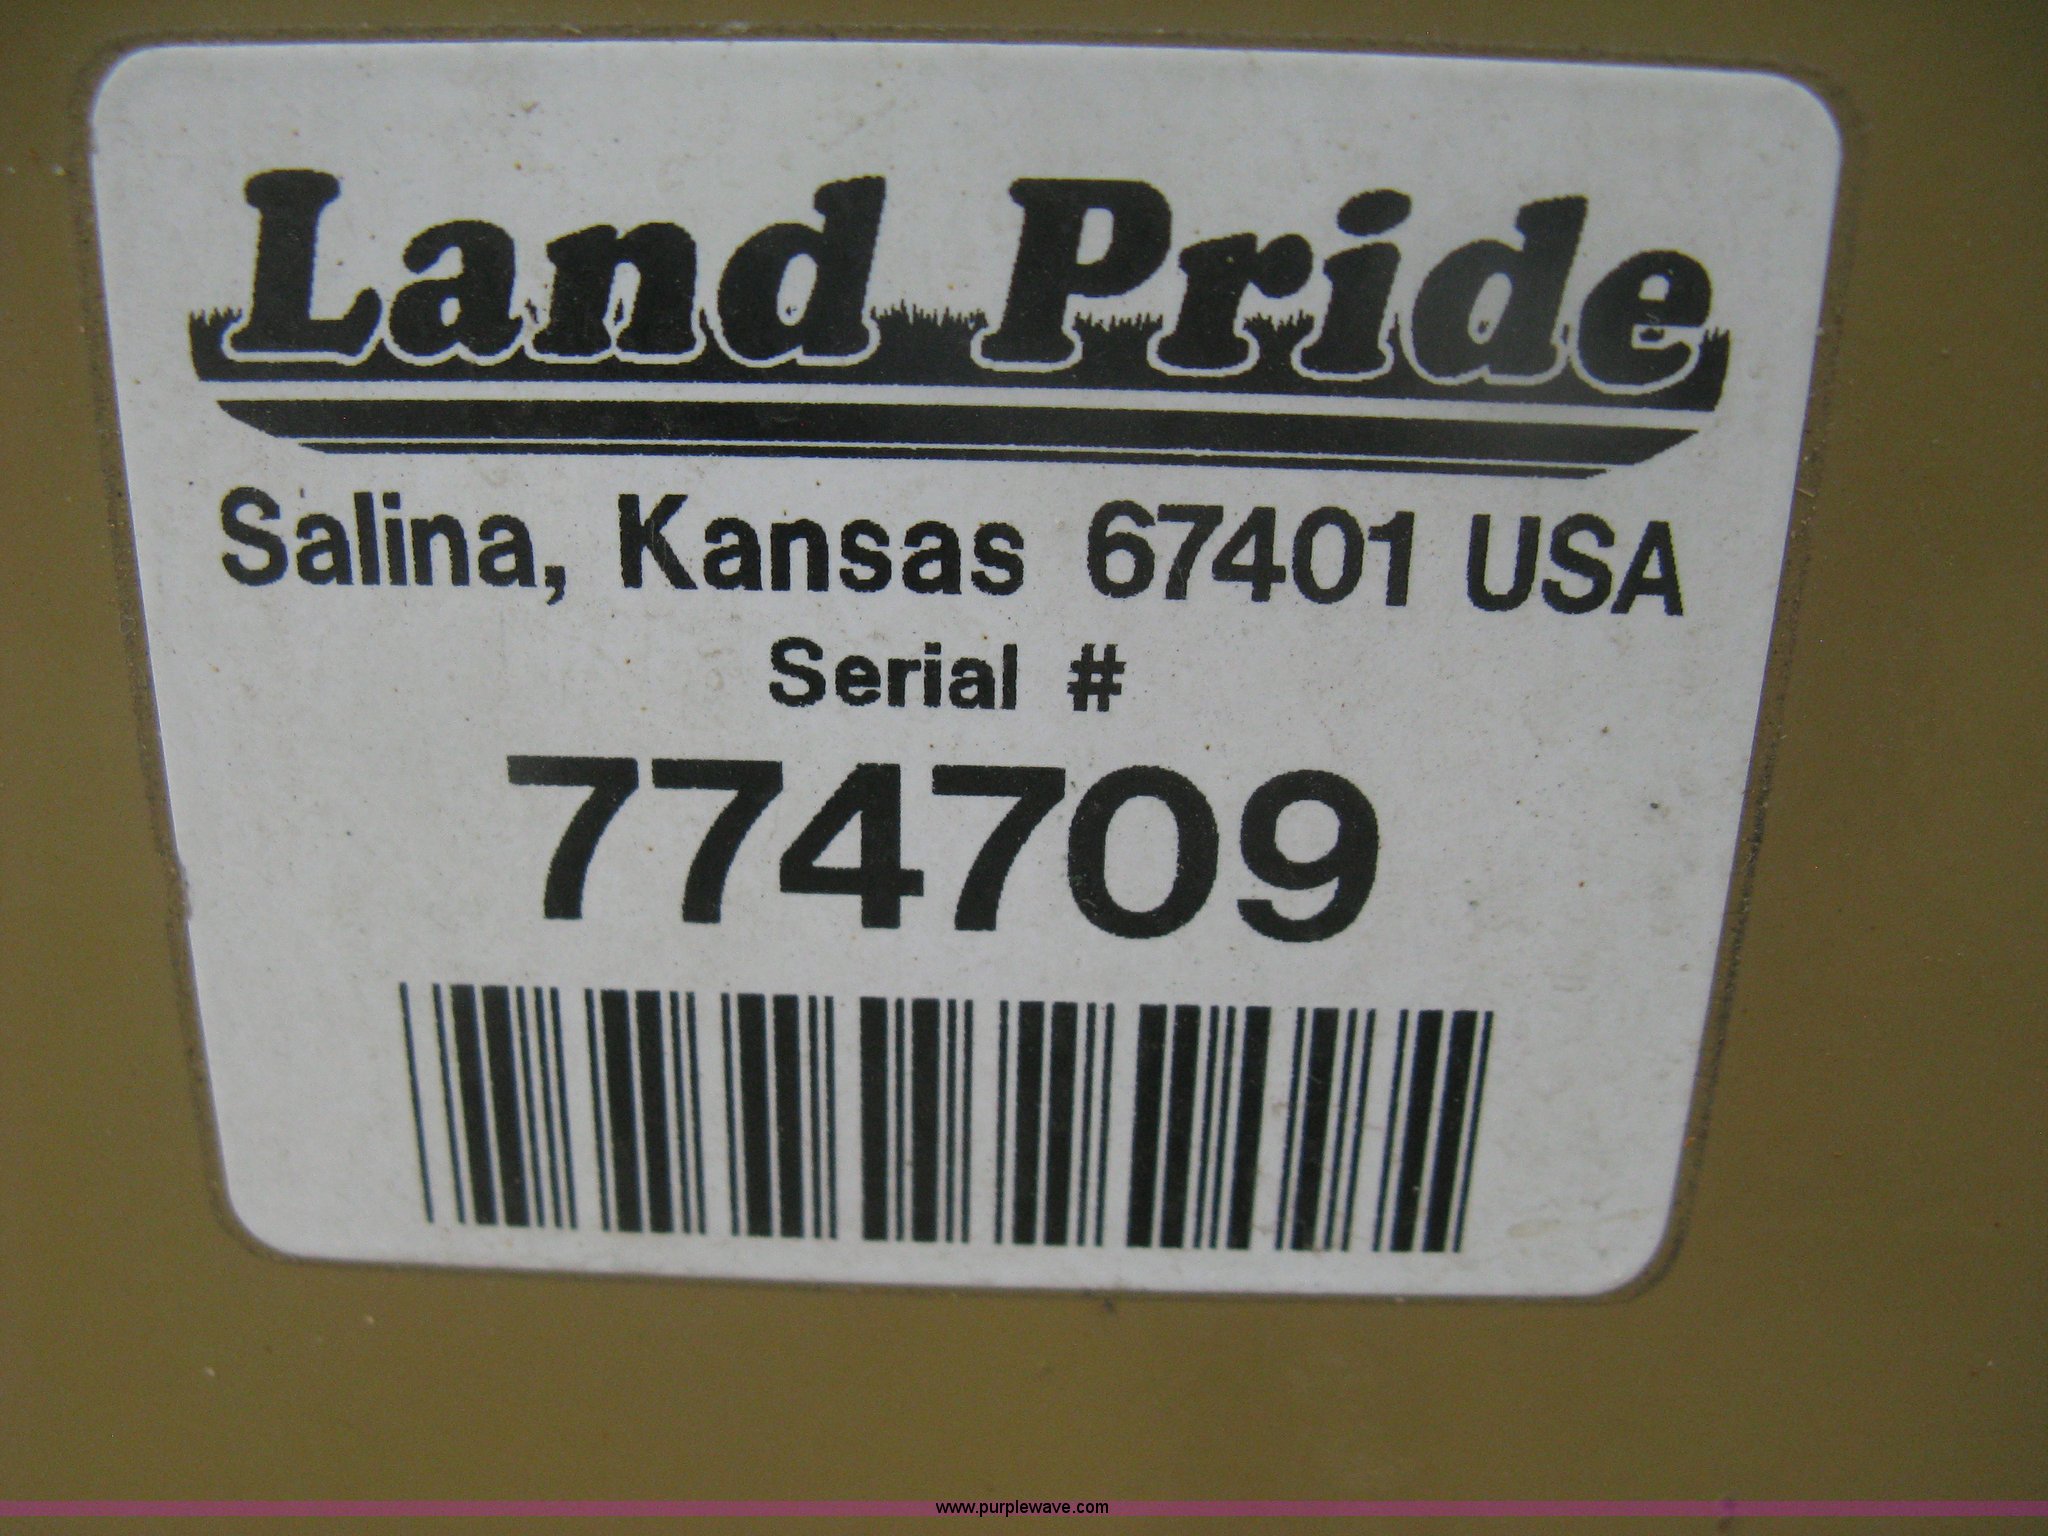 Land Pride
Salina, Kansas 67401 USA
Serial #
774709
www.purplewave.com